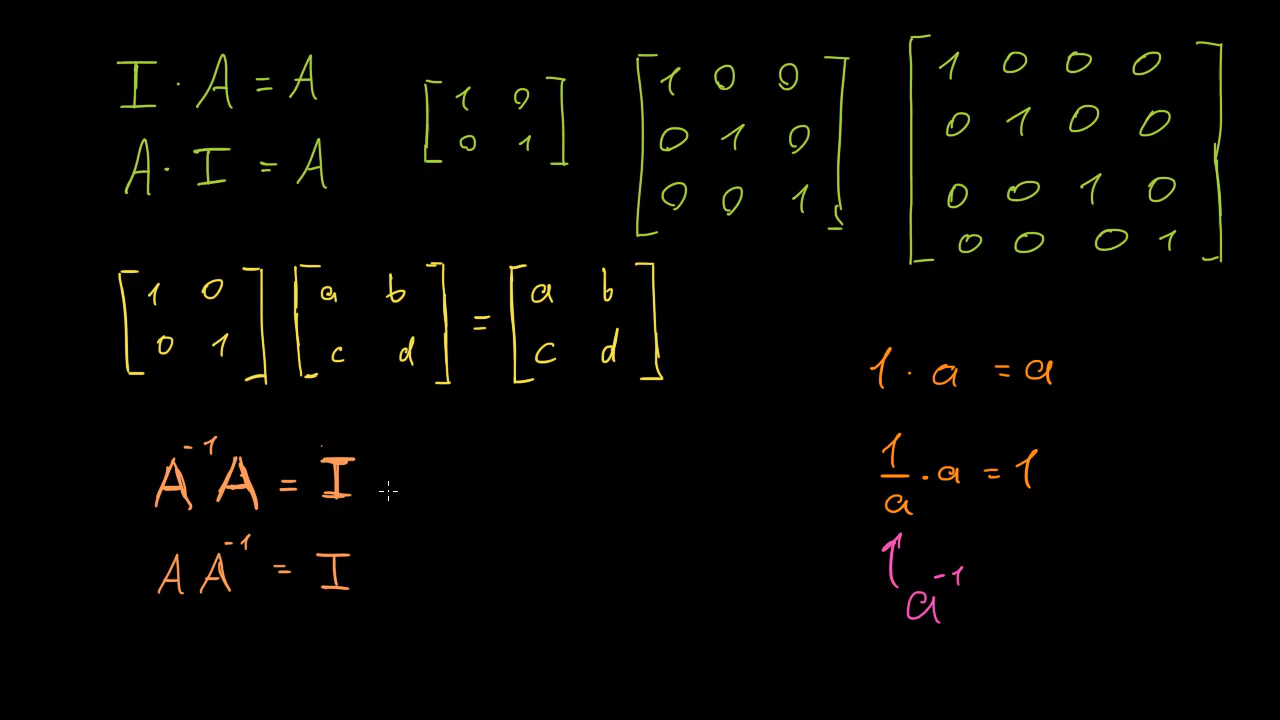 I · A = A
A · I = A
[1 0
0 1]
[1 0 0
0 1 0
0 0 1]
[1 0 0 0
0 1 0 0
0 0 1 0
0 0 0 1]
[1 0
0 1] [a b
c d] = [a b
c d]
1 · a = a
1/a · a = 1
a⁻¹
A⁻¹A = I
A A⁻¹ = I